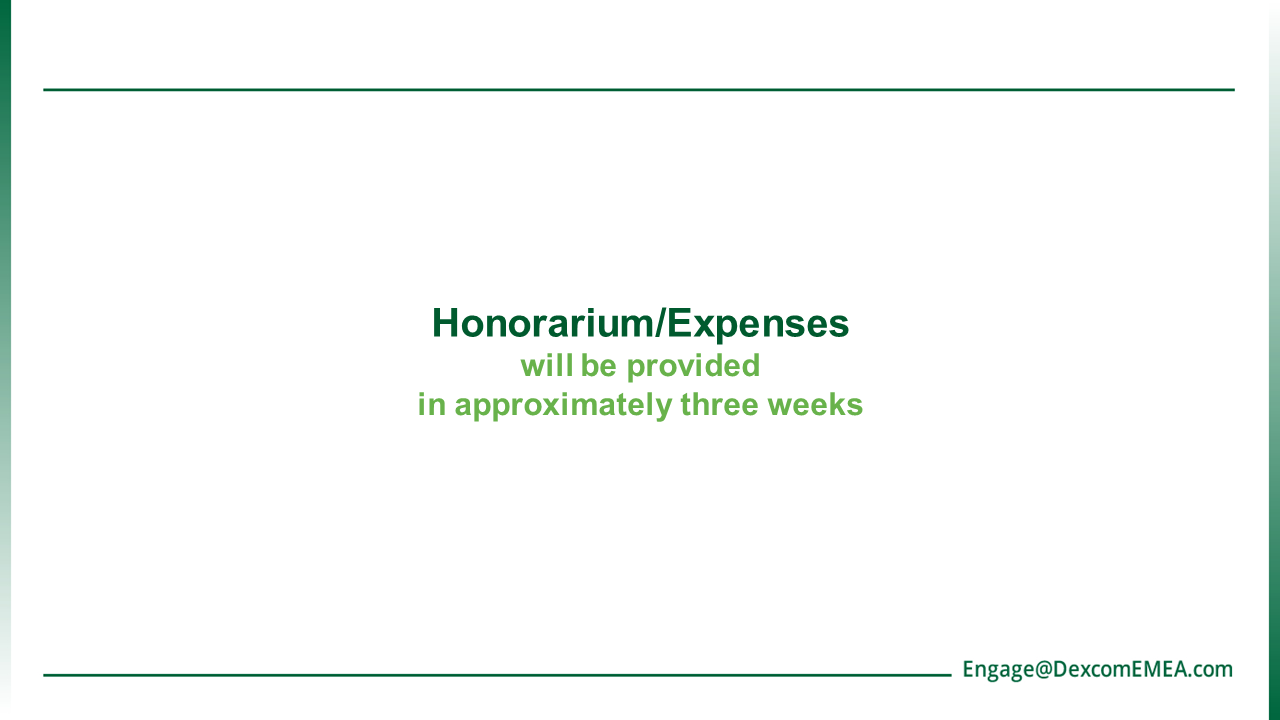 Honorarium/Expenses
will be provided
in approximately three weeks
Engage@DexcomEMEA.com